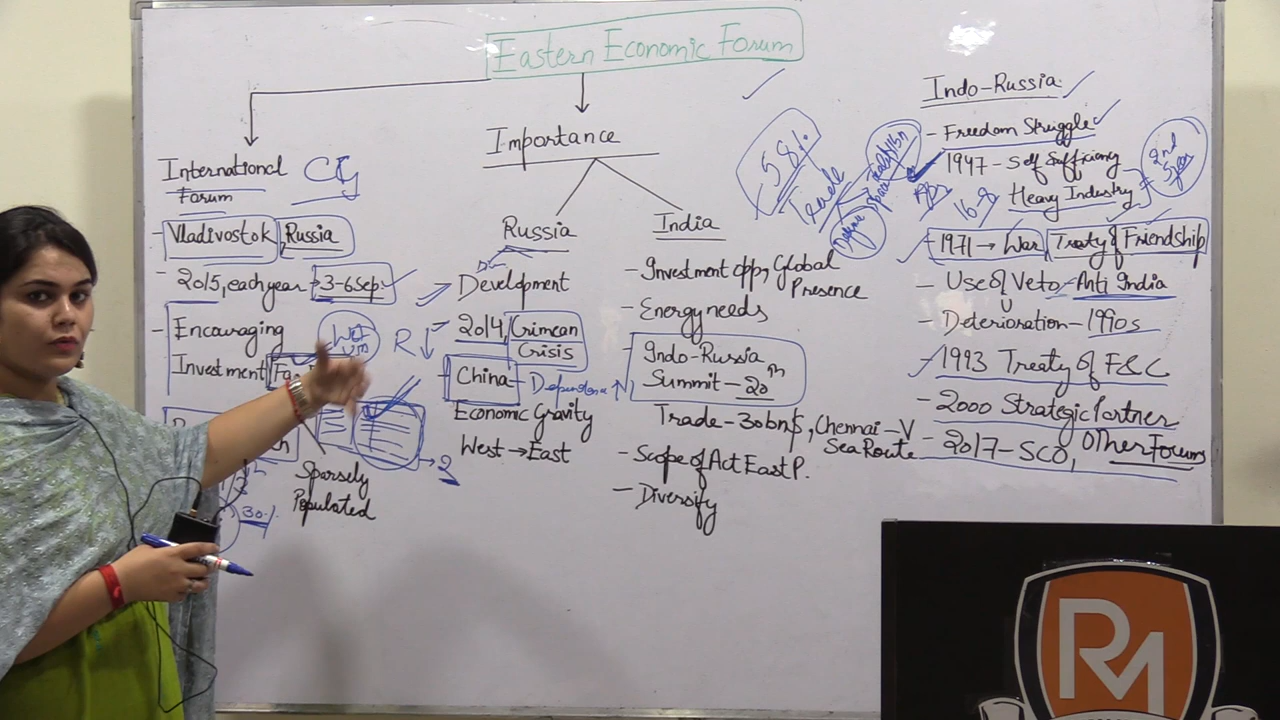 Eastern Economic Forum
International
Forum
- Vladivostok, Russia
- 2015, each year → 3-6 Sep
- Encouraging
Investment
Sparsely
Populated
30%
Importance
Russia
Development
2014, Crimean
Crisis
China - Dependence ↑
Economic Gravity
West → East
R ↓
→ 2
India
- Investment opp, Global
Presence
- Energy needs
- Indo-Russia
Summit - 20th
Trade - 30bn$, Chennai - V
Sea Route
- Scope of Act East P.
- Diversify
58%
Trade
Indo-Russia
- Freedom Struggle
1947 - Self Sufficiency
Heavy Industry
2nd
- 1971 → War, Treaty of Friendship
- Use of Veto - Anti India
- Deterioration - 1990s
- 1993 Treaty of F&C
- 2000 Strategic Partner
- 2017 - SCO, Other Forums
RM